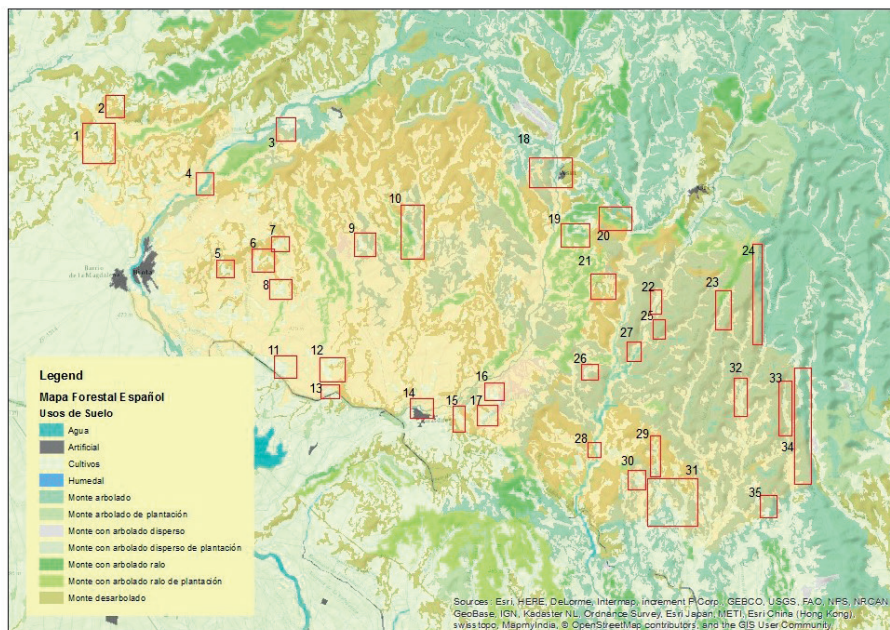 2
1
3
18
4
10
7
9
19
20
6
5
Barrio
de la Magdalena
24
21
8
22
23
25
27
11
12
26
32
13
16
33
14
15
17
34
28
29
30
31
35
Legend
Mapa Forestal Español
Usos de Suelo
Agua
Artificial
Cultivos
Humedal
Monte arbolado
Monte arbolado de plantación
Monte con arbolado disperso
Monte con arbolado disperso de plantación
Monte con arbolado ralo
Monte con arbolado ralo de plantación
Monte desarbolado
Sources: Esri, HERE, DeLorme, Intermap, increment P Corp., GEBCO, USGS, FAO, NPS, NRCAN,
GeoBase, IGN, Kadaster NL, Ordnance Survey, Esri Japan, METI, Esri China (Hong Kong),
swisstopo, MapmyIndia, © OpenStreetMap contributors, and the GIS User Community